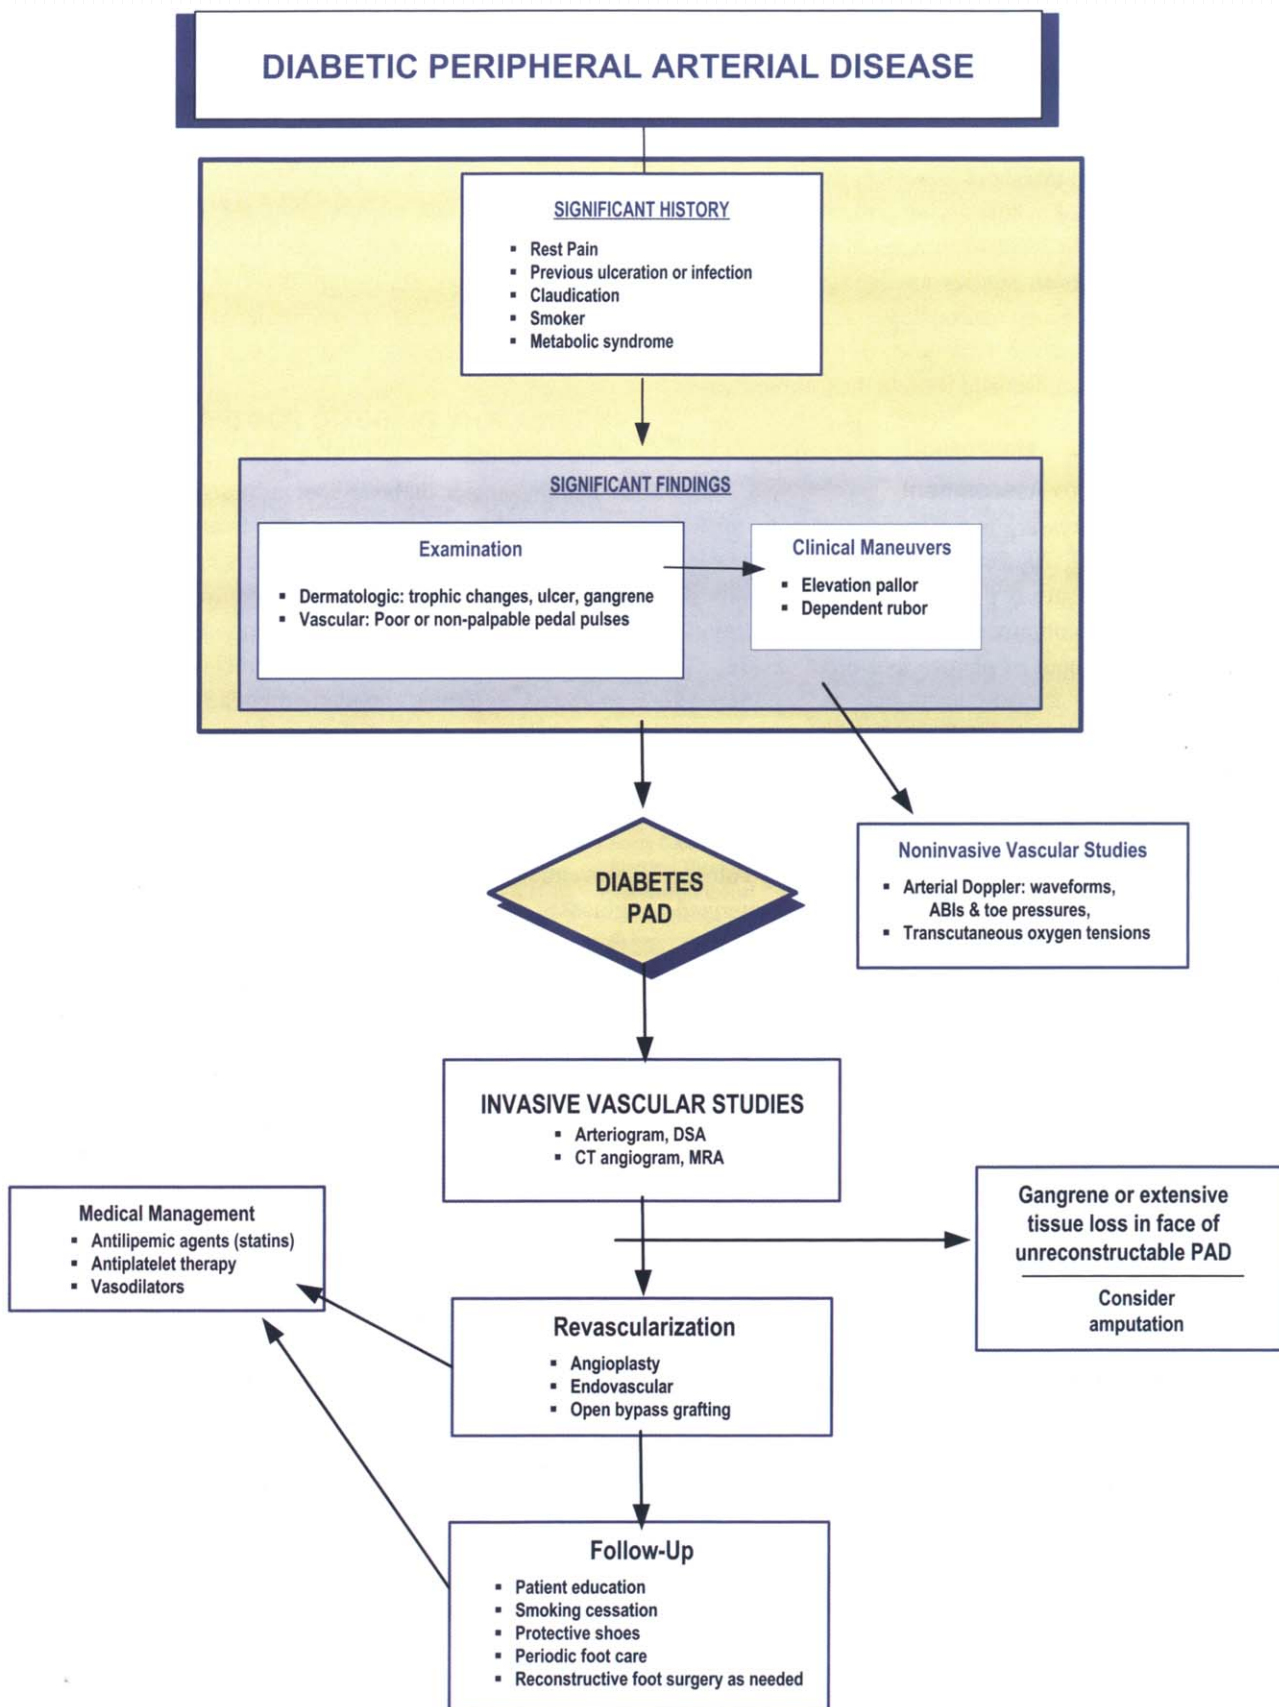 DIABETIC PERIPHERAL ARTERIAL DISEASE
SIGNIFICANT HISTORY
▪ Rest Pain
▪ Previous ulceration or infection
▪ Claudication
▪ Smoker
▪ Metabolic syndrome
SIGNIFICANT FINDINGS
Examination
▪ Dermatologic: trophic changes, ulcer, gangrene
▪ Vascular: Poor or non-palpable pedal pulses
Clinical Maneuvers
▪ Elevation pallor
▪ Dependent rubor
DIABETES
PAD
Noninvasive Vascular Studies
▪ Arterial Doppler: waveforms,
ABIs & toe pressures,
▪ Transcutaneous oxygen tensions
INVASIVE VASCULAR STUDIES
▪ Arteriogram, DSA
▪ CT angiogram, MRA
Gangrene or extensive
tissue loss in face of
unreconstructable PAD
Consider
amputation
Medical Management
▪ Antilipemic agents (statins)
▪ Antiplatelet therapy
▪ Vasodilators
Revascularization
▪ Angioplasty
▪ Endovascular
▪ Open bypass grafting
Follow-Up
▪ Patient education
▪ Smoking cessation
▪ Protective shoes
▪ Periodic foot care
▪ Reconstructive foot surgery as needed